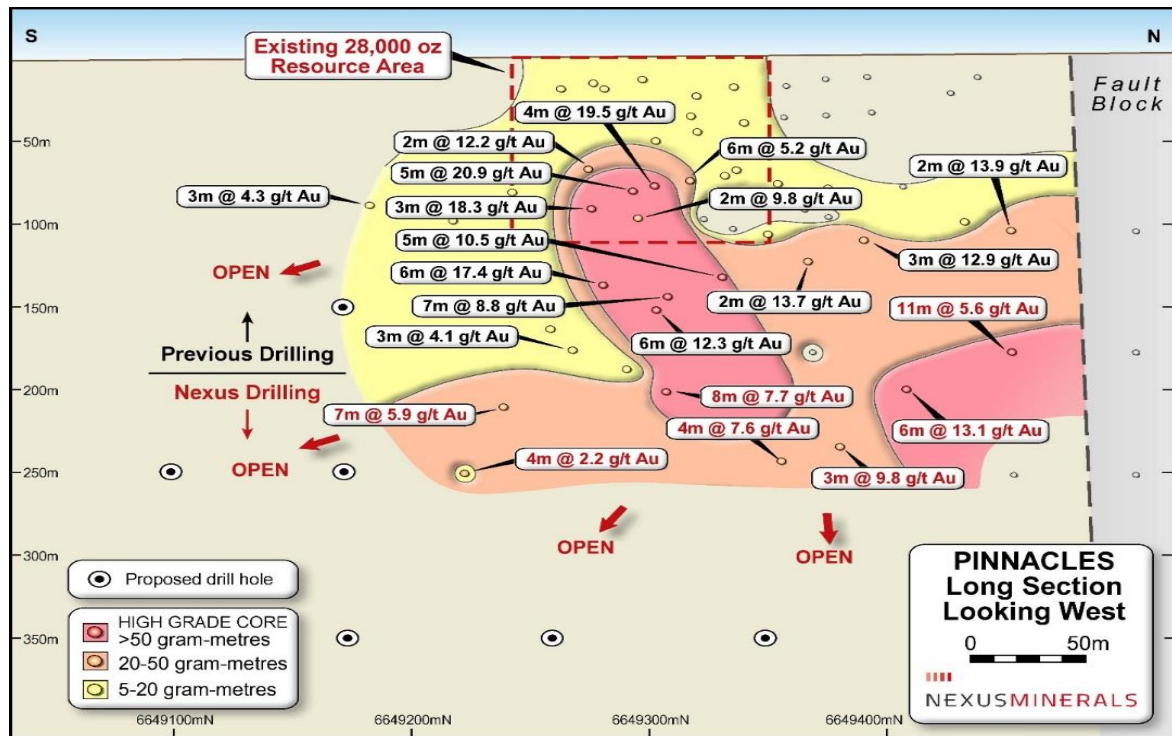 S
N
Existing 28,000 oz
Resource Area
Fault
Block
4m @ 19.5 g/t Au
50m
2m @ 12.2 g/t Au
6m @ 5.2 g/t Au
2m @ 13.9 g/t Au
5m @ 20.9 g/t Au
3m @ 4.3 g/t Au
2m @ 9.8 g/t Au
3m @ 18.3 g/t Au
100m
5m @ 10.5 g/t Au
3m @ 12.9 g/t Au
OPEN
6m @ 17.4 g/t Au
2m @ 13.7 g/t Au
7m @ 8.8 g/t Au
11m @ 5.6 g/t Au
150m
3m @ 4.1 g/t Au
6m @ 12.3 g/t Au
Previous Drilling
Nexus Drilling
200m
8m @ 7.7 g/t Au
7m @ 5.9 g/t Au
4m @ 7.6 g/t Au
6m @ 13.1 g/t Au
OPEN
250m
4m @ 2.2 g/t Au
3m @ 9.8 g/t Au
OPEN
OPEN
300m
Proposed drill hole
PINNACLES
Long Section
Looking West
0 50m
HIGH GRADE CORE
>50 gram-metres
20-50 gram-metres
5-20 gram-metres
350m
NEXUSMINERALS
6649100mN
6649200mN
6649300mN
6649400mN